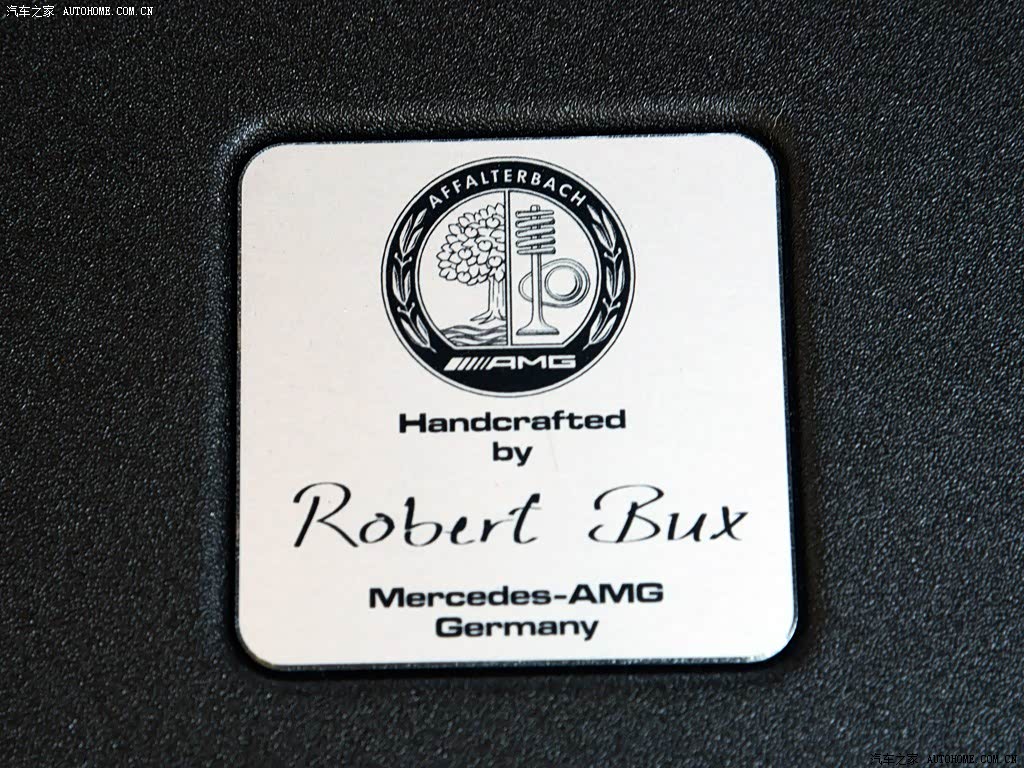 汽车之家 AUTOHOME.COM.CN
AFFALTERBACH
AMG
Handcrafted
by
Robert Bux
Mercedes-AMG
Germany
汽车之家 AUTOHOME.COM.CN